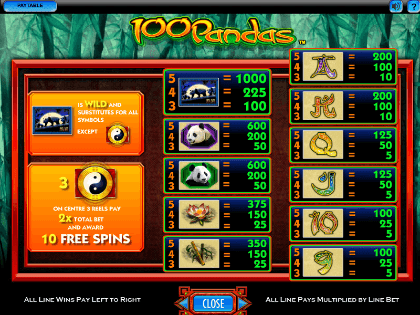 PAYTABLE
?
100 Pandas
TM
IS WILD AND
SUBSTITUTES FOR ALL
SYMBOLS
EXCEPT
3
ON CENTRE 3 REELS PAY
2x TOTAL BET
AND AWARD
10 FREE SPINS
5 = 1000
4 = 225
3 = 100
5 = 600
4 = 200
3 = 50
5 = 600
4 = 200
3 = 50
5 = 375
4 = 150
3 = 25
5 = 350
4 = 150
3 = 25
5 = 200
4 = 100
3 = 10
5 = 200
4 = 100
3 = 10
5 = 125
4 = 50
3 = 5
5 = 125
4 = 50
3 = 5
5 = 100
4 = 25
3 = 5
5 = 100
4 = 25
3 = 5
ALL LINE WINS PAY LEFT TO RIGHT
CLOSE
ALL LINE PAYS MULTIPLIED BY LINE BET